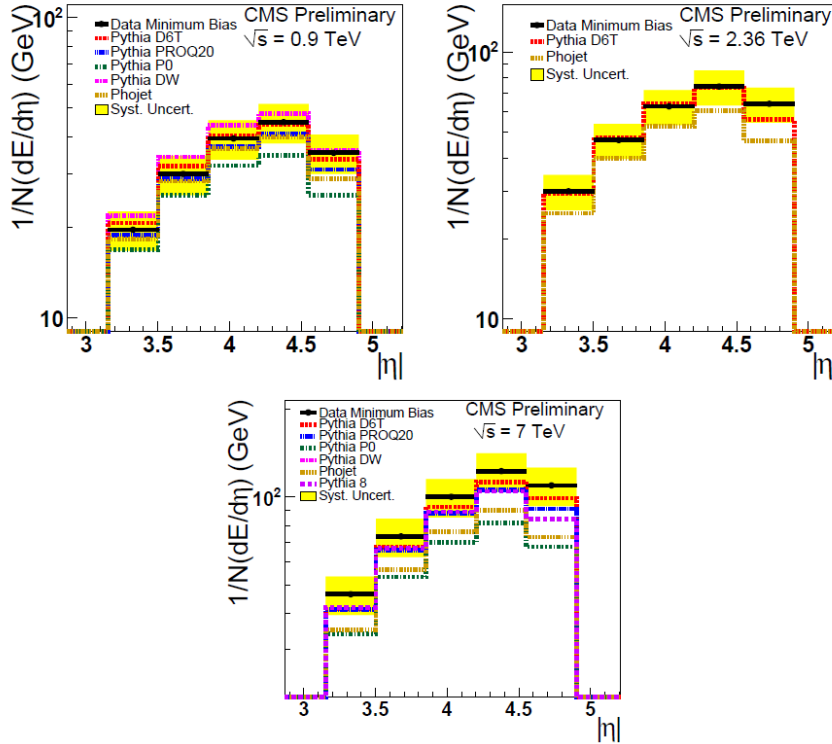 1/N(dE/dη) (GeV)
10²
10
Data Minimum Bias
Pythia D6T
Pythia PROQ20
Pythia P0
Pythia DW
Phojet
Syst. Uncert.
CMS Preliminary
√s = 0.9 TeV
3 3.5 4 4.5 5
|η|
1/N(dE/dη) (GeV)
10²
10
Data Minimum Bias
Pythia D6T
Phojet
Syst. Uncert.
CMS Preliminary
√s = 2.36 TeV
3 3.5 4 4.5 5
|η|
1/N(dE/dη) (GeV)
10²
Data Minimum Bias
Pythia D6T
Pythia PROQ20
Pythia P0
Pythia DW
Phojet
Pythia 8
Syst. Uncert.
CMS Preliminary
√s = 7 TeV
3 3.5 4 4.5 5
|η|